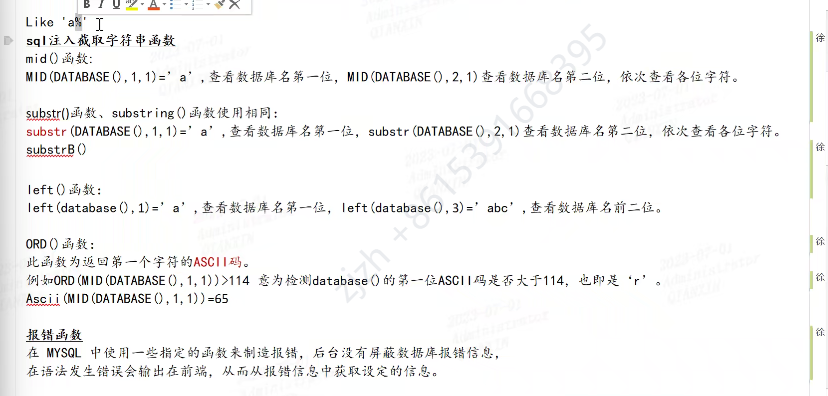 Like 'a%'
sql注入截取字符串函数
mid()函数:
MID(DATABASE(),1,1)=’a’,查看数据库名第一位，MID(DATABASE(),2,1)查看数据库名第二位，依次查看各位字符。
substr()函数、substring()函数使用相同:
substr(DATABASE(),1,1)=’a’,查看数据库名第一位，substr(DATABASE(),2,1)查看数据库名第二位，依次查看各位字符。
substrB()
left()函数:
left(database(),1)=’a’,查看数据库名第一位，left(database(),3)=’abc’,查看数据库名前二位。
ORD()函数:
此函数为返回第一个字符的ASCII码。
例如ORD(MID(DATABASE(),1,1))>114 意为检测database()的第一位ASCII码是否大于114，也即是‘r’。
Ascii(MID(DATABASE(),1,1))=65
报错函数
在 MYSQL 中使用一些指定的函数来制造报错，后台没有屏蔽数据库报错信息，
在语法发生错误会输出在前端，从而从报错信息中获取设定的信息。
徐
徐
徐
徐
徐
zjzh +8615391668395